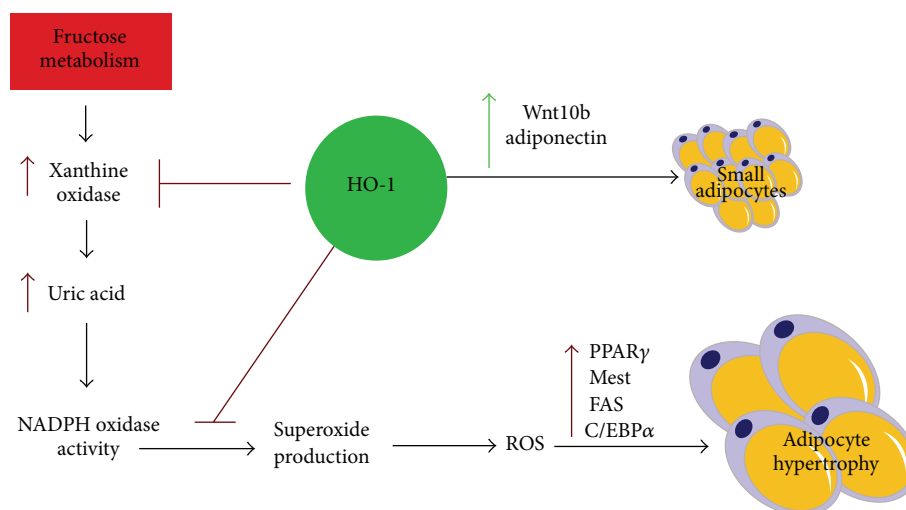 Fructose
metabolism
Xanthine
oxidase
Uric acid
NADPH oxidase
activity
HO-1
Wnt10b
adiponectin
Small
adipocytes
Superoxide
production
ROS
PPARγ
Mest
FAS
C/EBPα
Adipocyte
hypertrophy